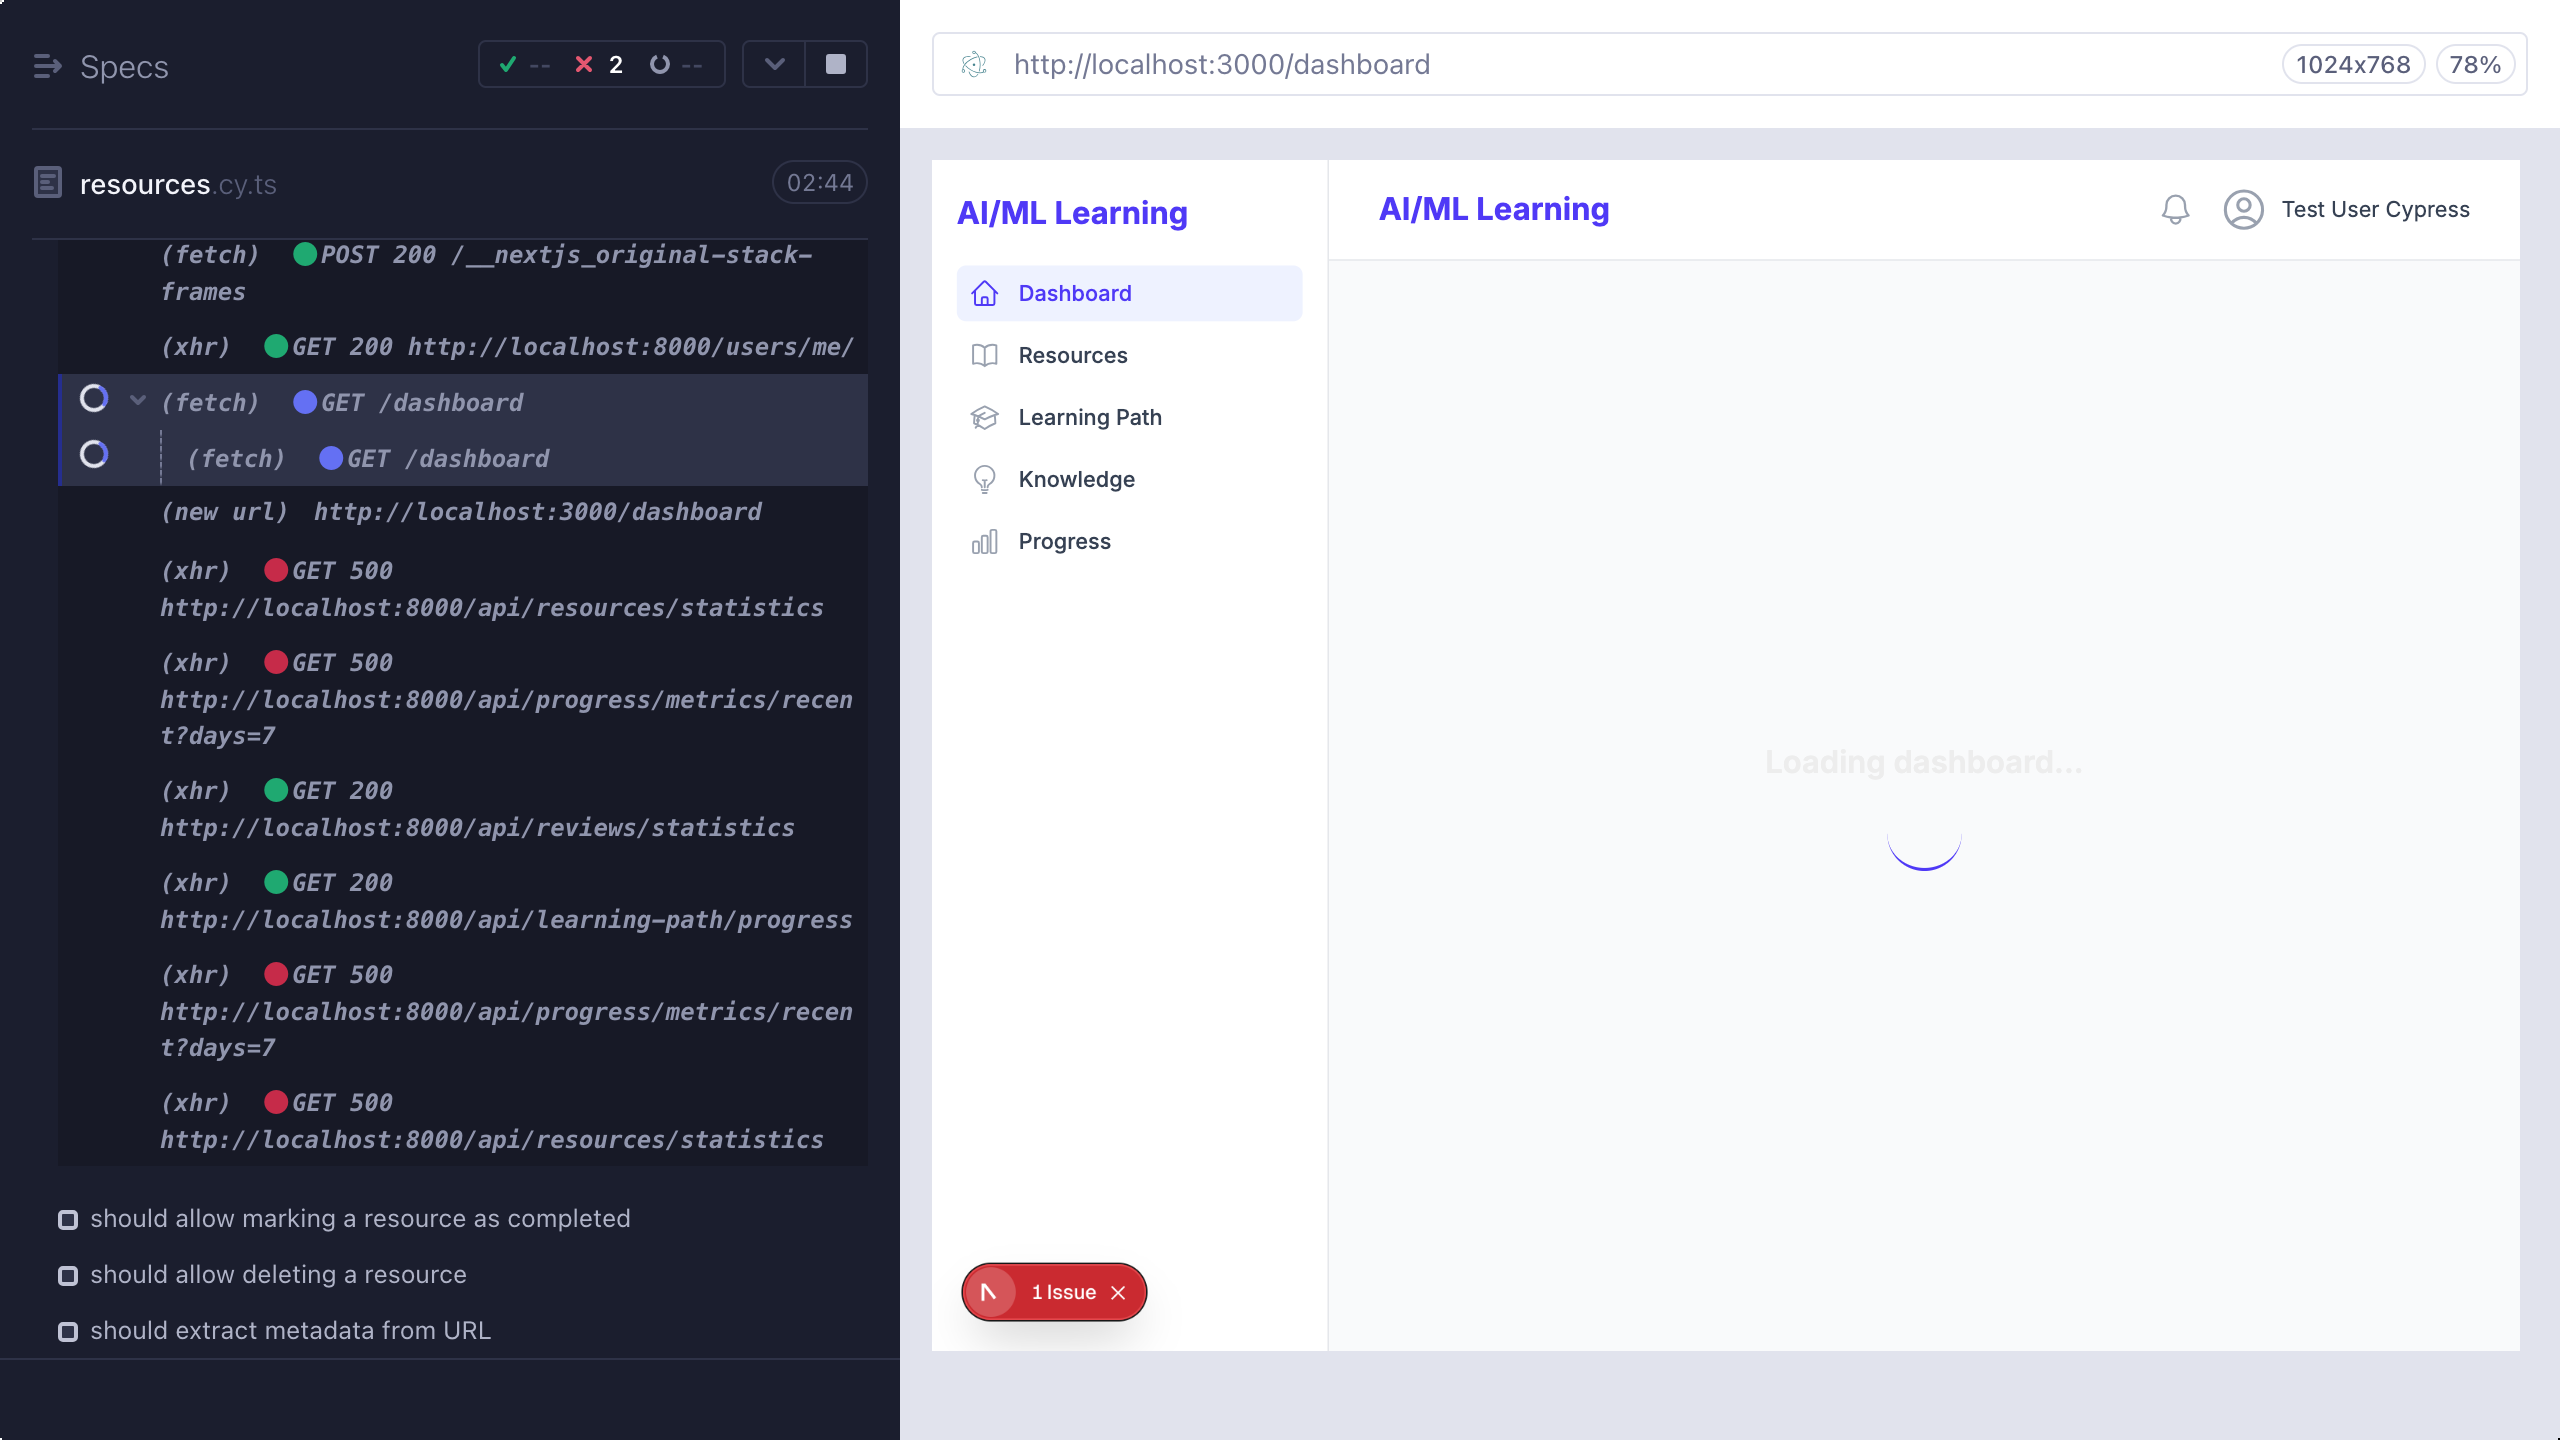 Specs
-- 2 --
resources.cy.ts 02:44
(fetch) POST 200 /__nextjs_original-stack-
frames
(xhr) GET 200 http://localhost:8000/users/me/
(fetch) GET /dashboard
(fetch) GET /dashboard
(new url) http://localhost:3000/dashboard
(xhr) GET 500
http://localhost:8000/api/resources/statistics
(xhr) GET 500
http://localhost:8000/api/progress/metrics/recen
t?days=7
(xhr) GET 200
http://localhost:8000/api/reviews/statistics
(xhr) GET 200
http://localhost:8000/api/learning-path/progress
(xhr) GET 500
http://localhost:8000/api/progress/metrics/recen
t?days=7
(xhr) GET 500
http://localhost:8000/api/resources/statistics
should allow marking a resource as completed
should allow deleting a resource
should extract metadata from URL
http://localhost:3000/dashboard 1024x768 78%
AI/ML Learning
Dashboard
Resources
Learning Path
Knowledge
Progress
AI/ML Learning Test User Cypress
Loading dashboard...
N 1 Issue